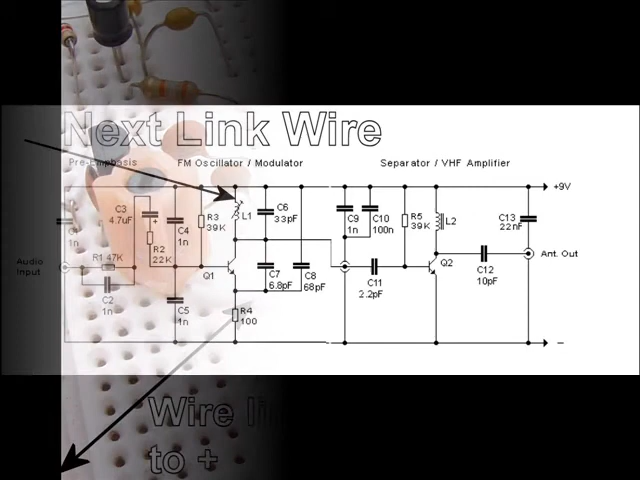 Next Link Wire
Pre-Emphasis
FM Oscillator / Modulator
Separator / VHF Amplifier
+9V
C3
4.7uF
+
C4
1n
R3
39K
L1
C6
33pF
C9
1n
C10
100n
R5
39K
L2
C13
22nF
1n
R2
22K
Audio
Input
R1 47K
C2
1n
Q1
C7
6.8pF
C8
68pF
C11
2.2pF
Q2
C12
10pF
Ant. Out
C5
1n
R4
100
–
Wire li
to +